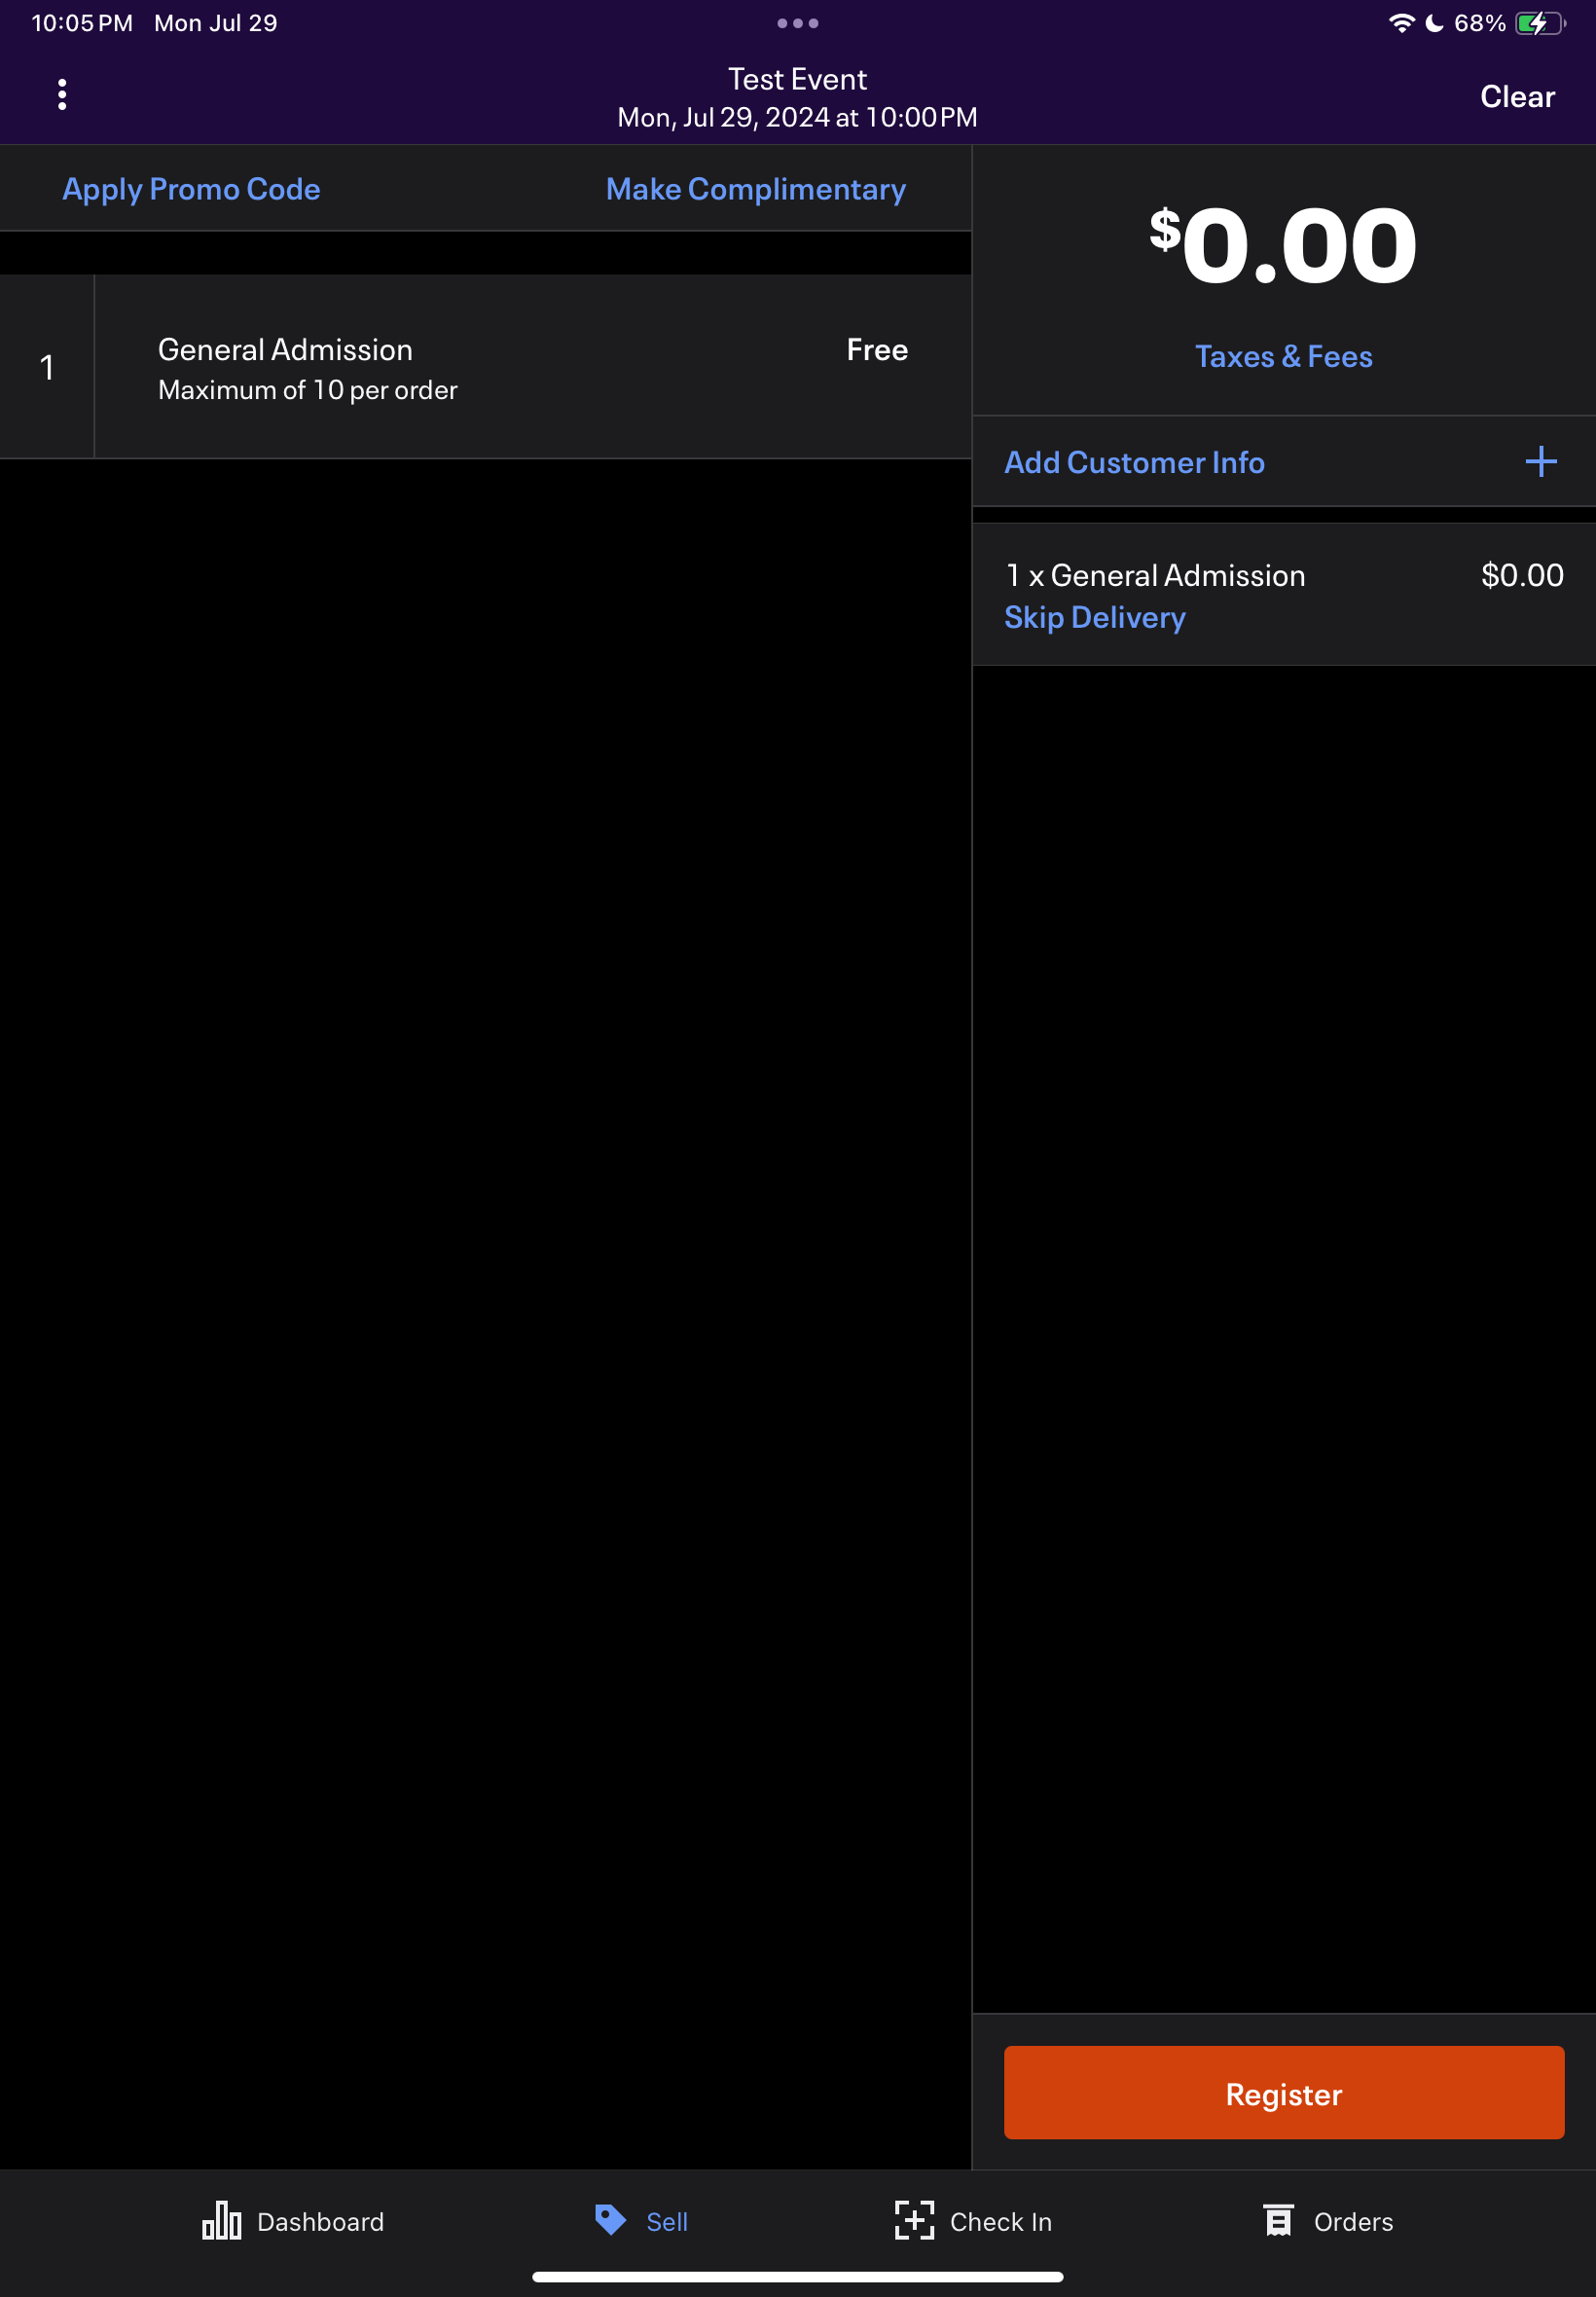 10:05 PM Mon Jul 29
68%
Test Event
Mon, Jul 29, 2024 at 10:00 PM
Clear
Apply Promo Code
Make Complimentary
1
General Admission
Free
Maximum of 10 per order
$0.00
Taxes & Fees
Add Customer Info
1 x General Admission
$0.00
Skip Delivery
Register
Dashboard
Sell
Check In
Orders